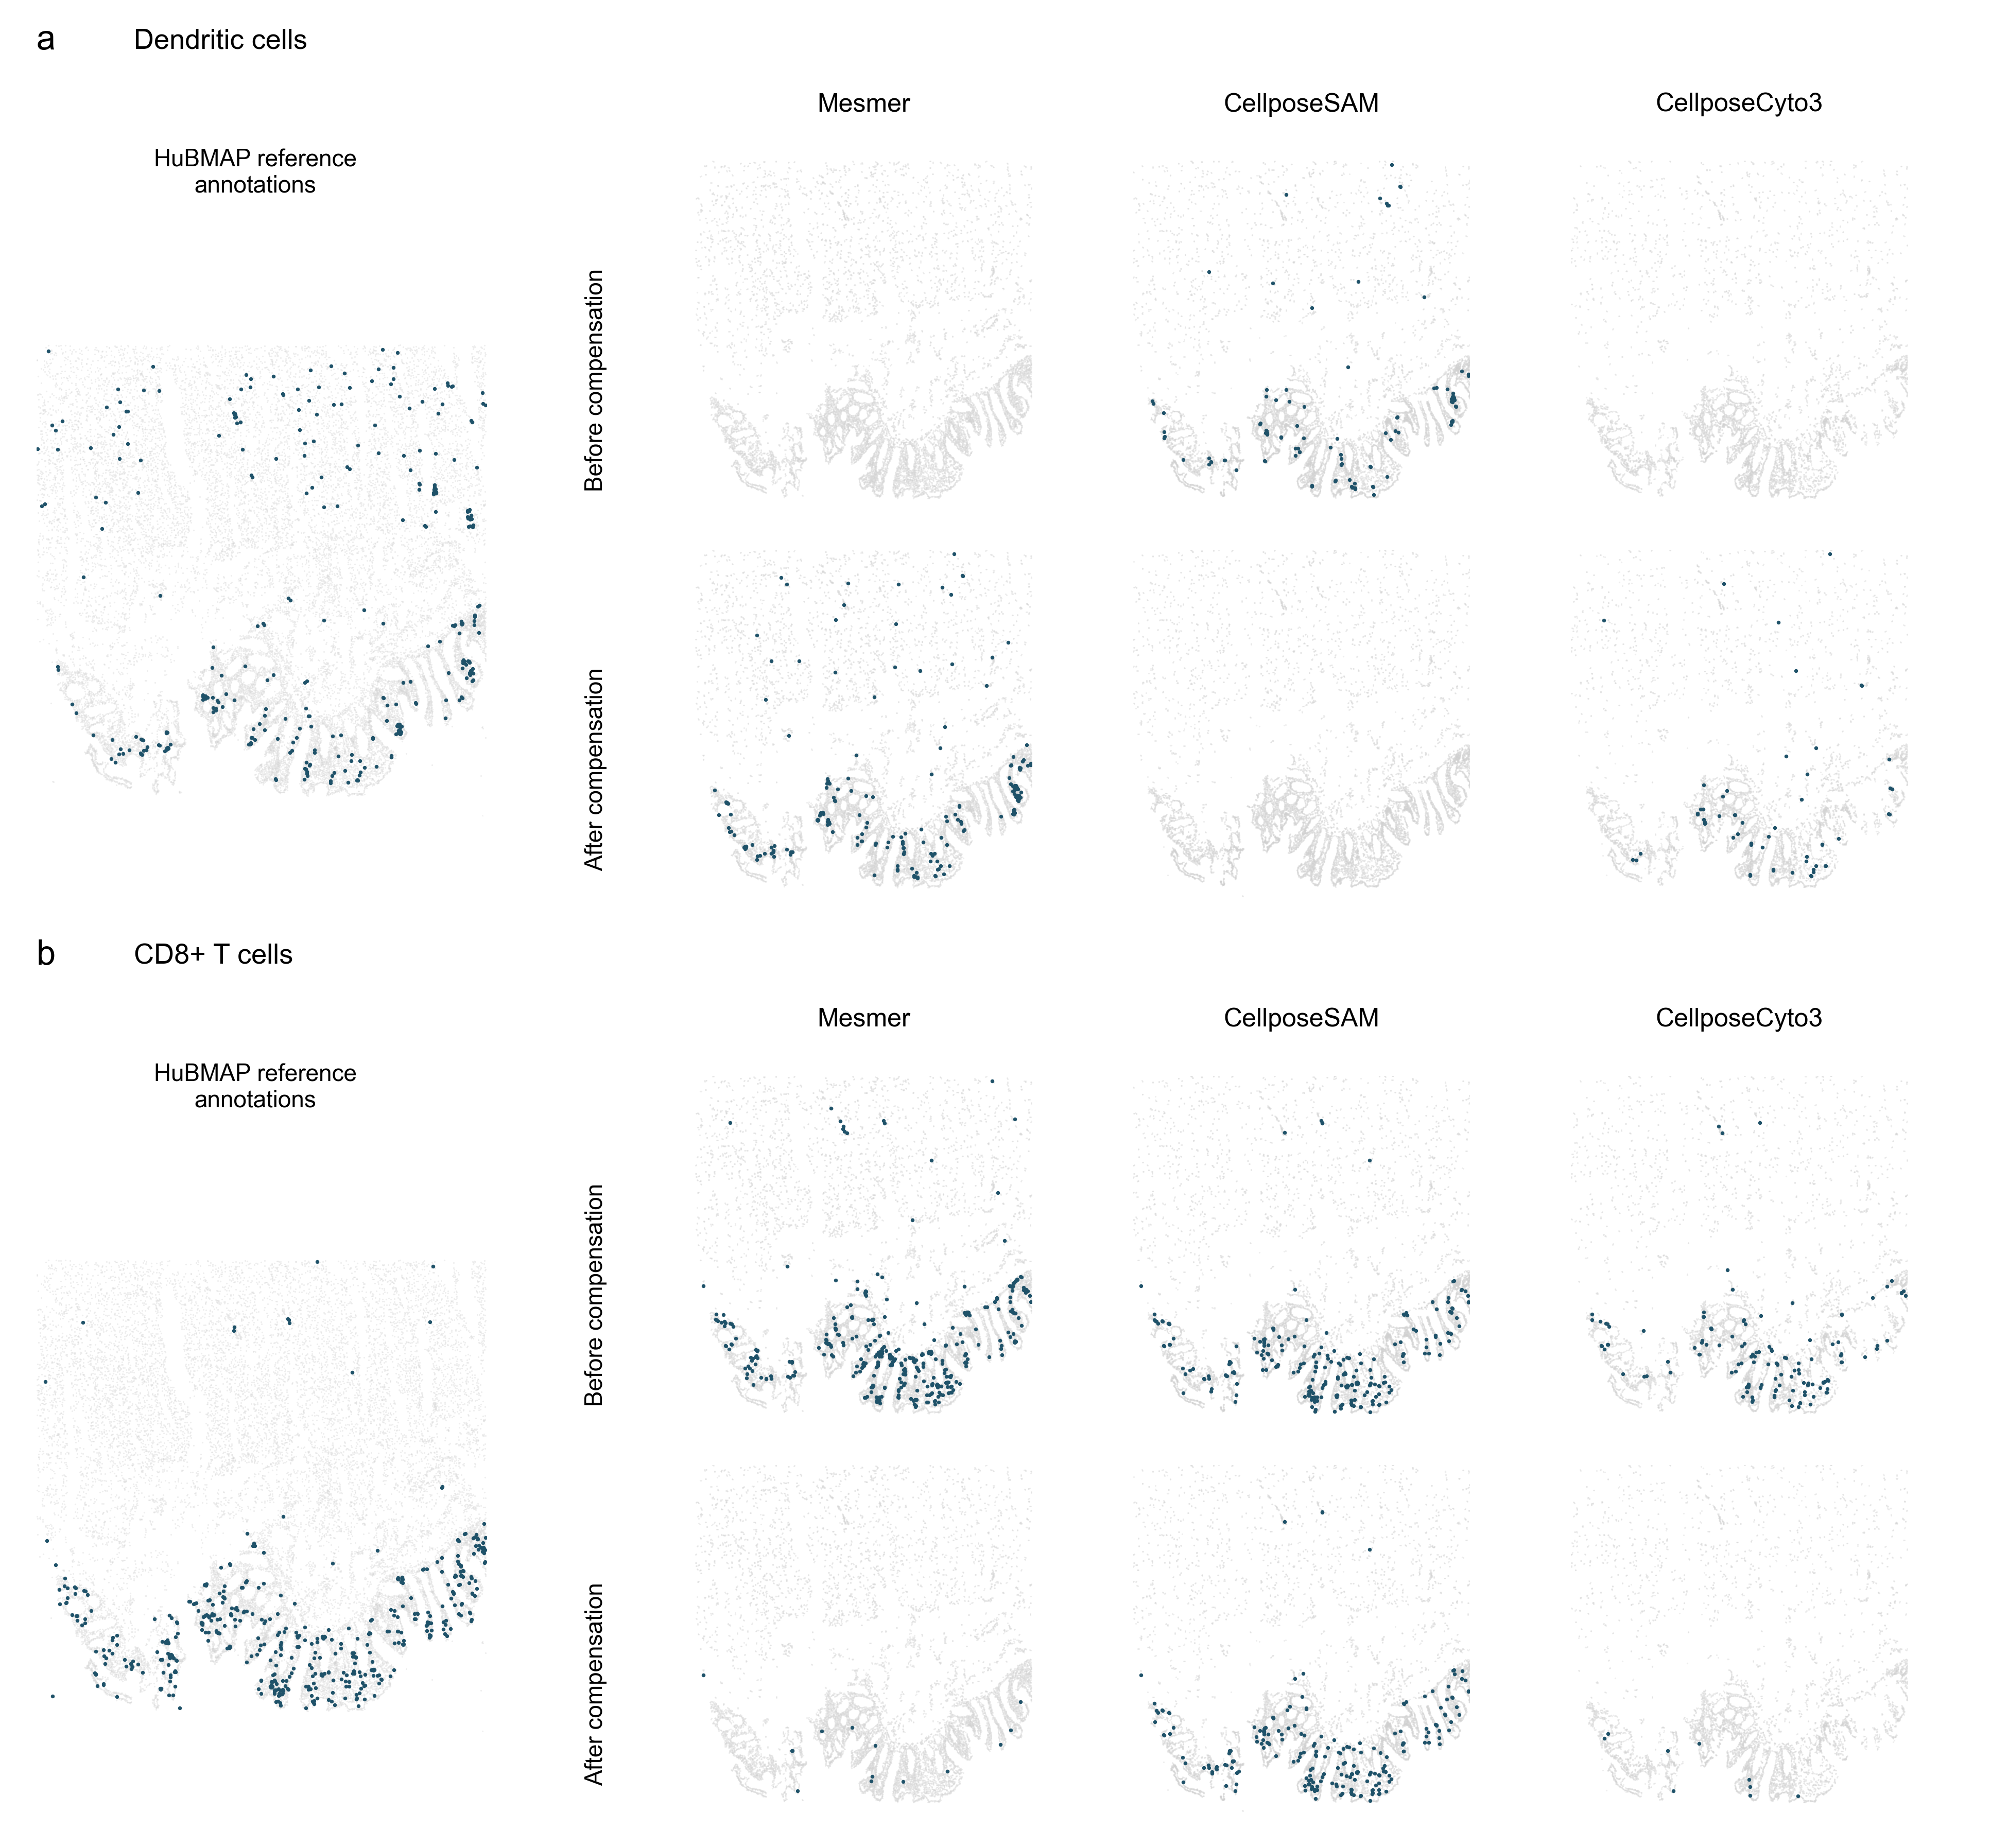 a
Dendritic cells
Mesmer
CellposeSAM
CellposeCyto3
HuBMAP reference
annotations
Before compensation
After compensation
b
CD8+ T cells
Mesmer
CellposeSAM
CellposeCyto3
HuBMAP reference
annotations
Before compensation
After compensation